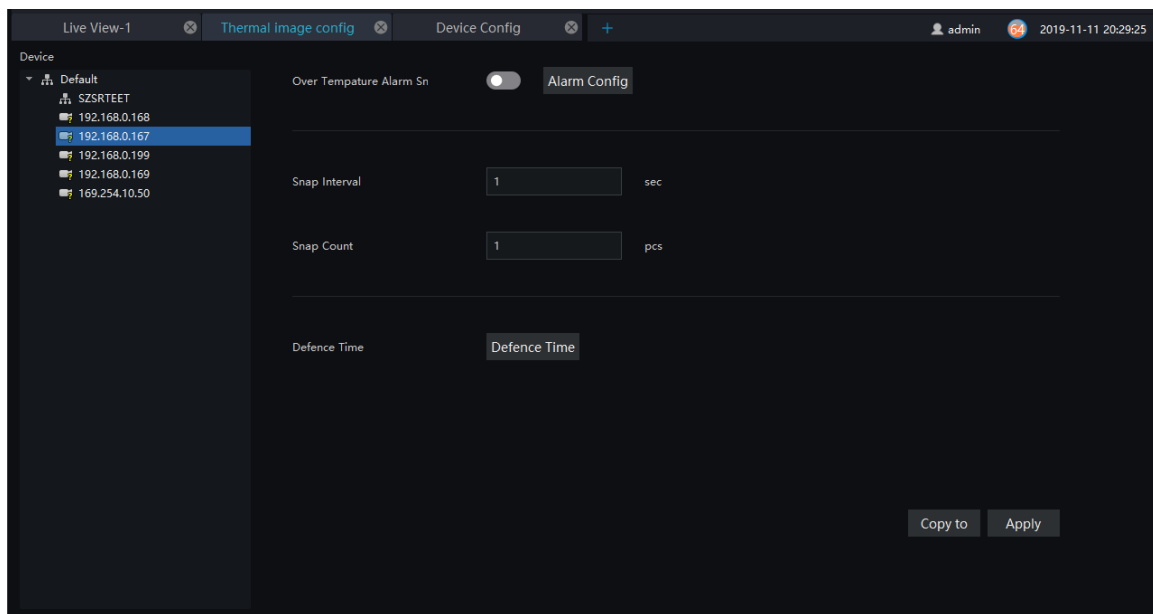 Live View-1 Thermal image config Device Config + admin 64 2019-11-11 20:29:25
Device
Default
SZSRTEET
192.168.0.168
192.168.0.167
192.168.0.199
192.168.0.169
169.254.10.50
Over Tempature Alarm Sn
Alarm Config
Snap Interval 1 sec
Snap Count 1 pcs
Defence Time Defence Time
Copy to Apply